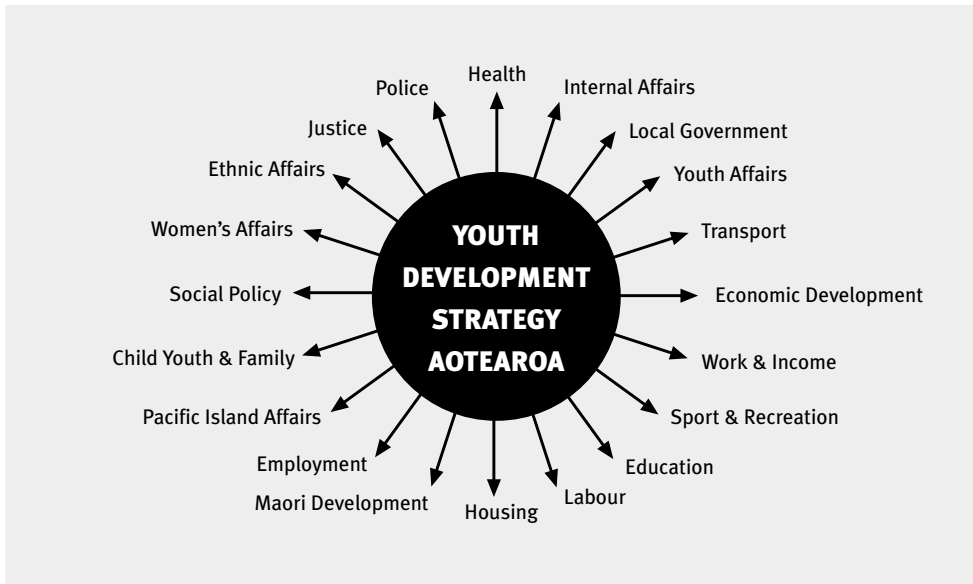 Health
Internal Affairs
Local Government
Youth Affairs
Transport
Economic Development
Work & Income
Sport & Recreation
Education
Labour
Housing
Maori Development
Employment
Pacific Island Affairs
Child Youth & Family
Social Policy
Women’s Affairs
Ethnic Affairs
Justice
Police
YOUTH
DEVELOPMENT
STRATEGY
AOTEAROA